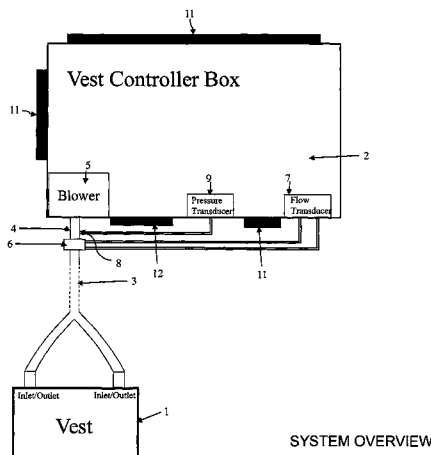 11
Vest Controller Box
11
2
5
Blower
9
Pressure
Transducer
7
Flow
Transducer
4
6
8
12
11
3
Inlet/Outlet Inlet/Outlet
Vest
1
SYSTEM OVERVIEW